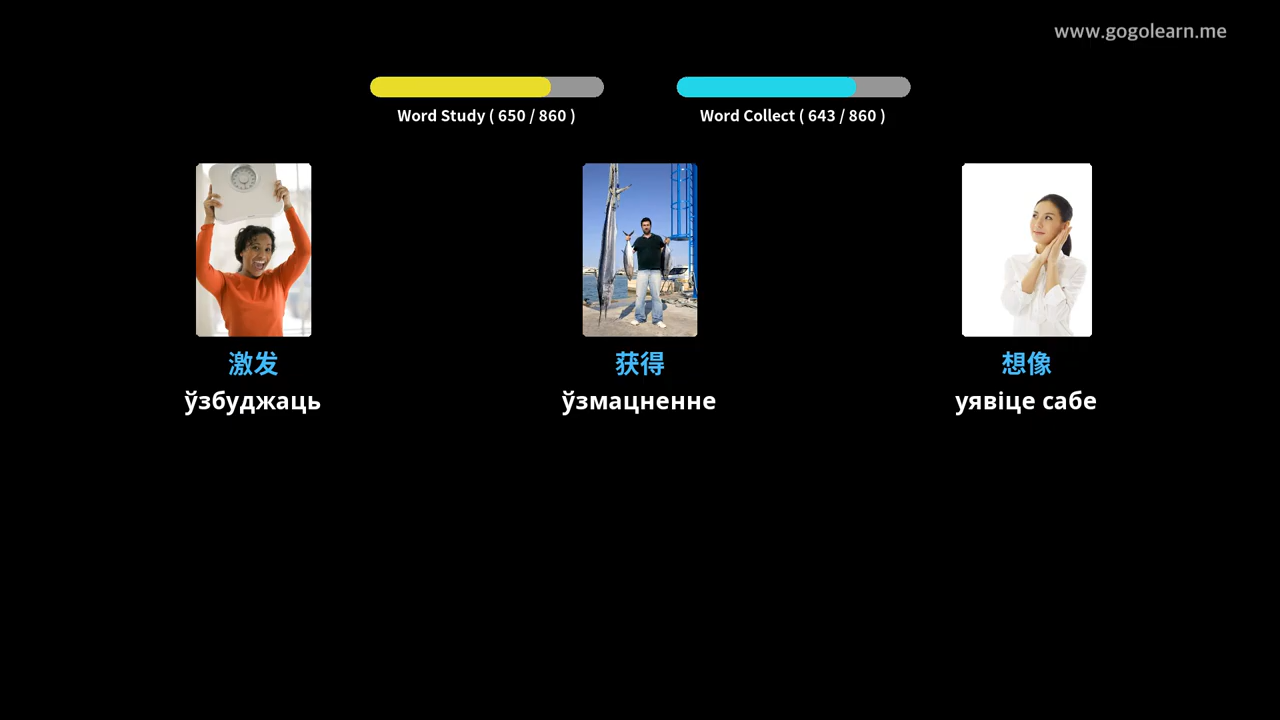 www.gogolearn.me
Word Study ( 650 / 860 )
Word Collect ( 643 / 860 )
激发
ўзбуджаць
获得
ўзмацненне
想像
уявіце сабе